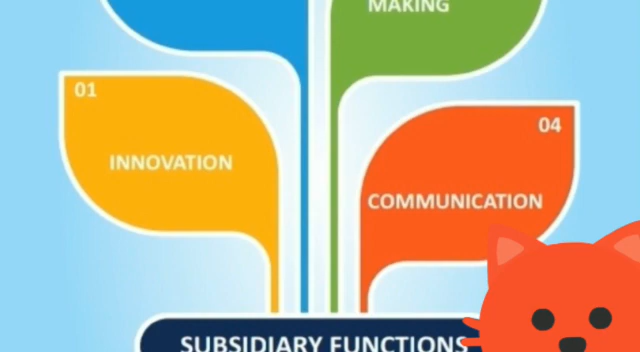 MAKING
01
04
INNOVATION
COMMUNICATION
SUBSIDIARY FUNCTIONS